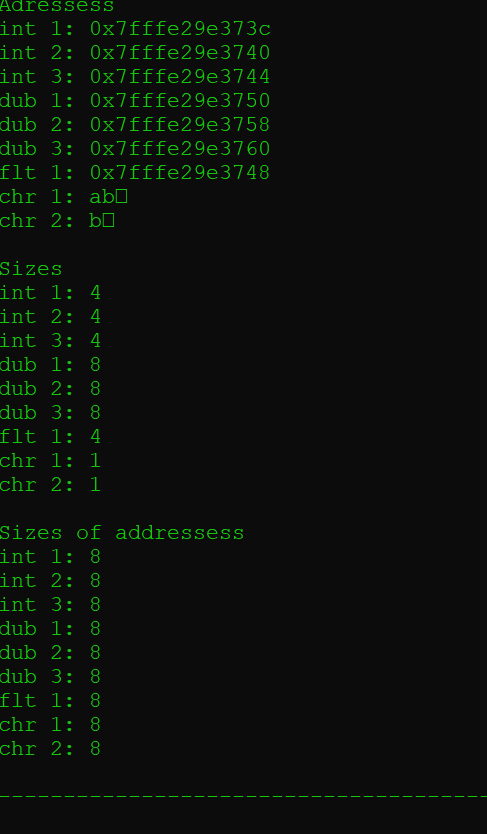 Adressess
int 1: 0x7fffe29e373c
int 2: 0x7fffe29e3740
int 3: 0x7fffe29e3744
dub 1: 0x7fffe29e3750
dub 2: 0x7fffe29e3758
dub 3: 0x7fffe29e3760
flt 1: 0x7fffe29e3748
chr 1: ab□
chr 2: b□

Sizes
int 1: 4
int 2: 4
int 3: 4
dub 1: 8
dub 2: 8
dub 3: 8
flt 1: 4
chr 1: 1
chr 2: 1

Sizes of addressess
int 1: 8
int 2: 8
int 3: 8
dub 1: 8
dub 2: 8
dub 3: 8
flt 1: 8
chr 1: 8
chr 2: 8

--------------------------------------